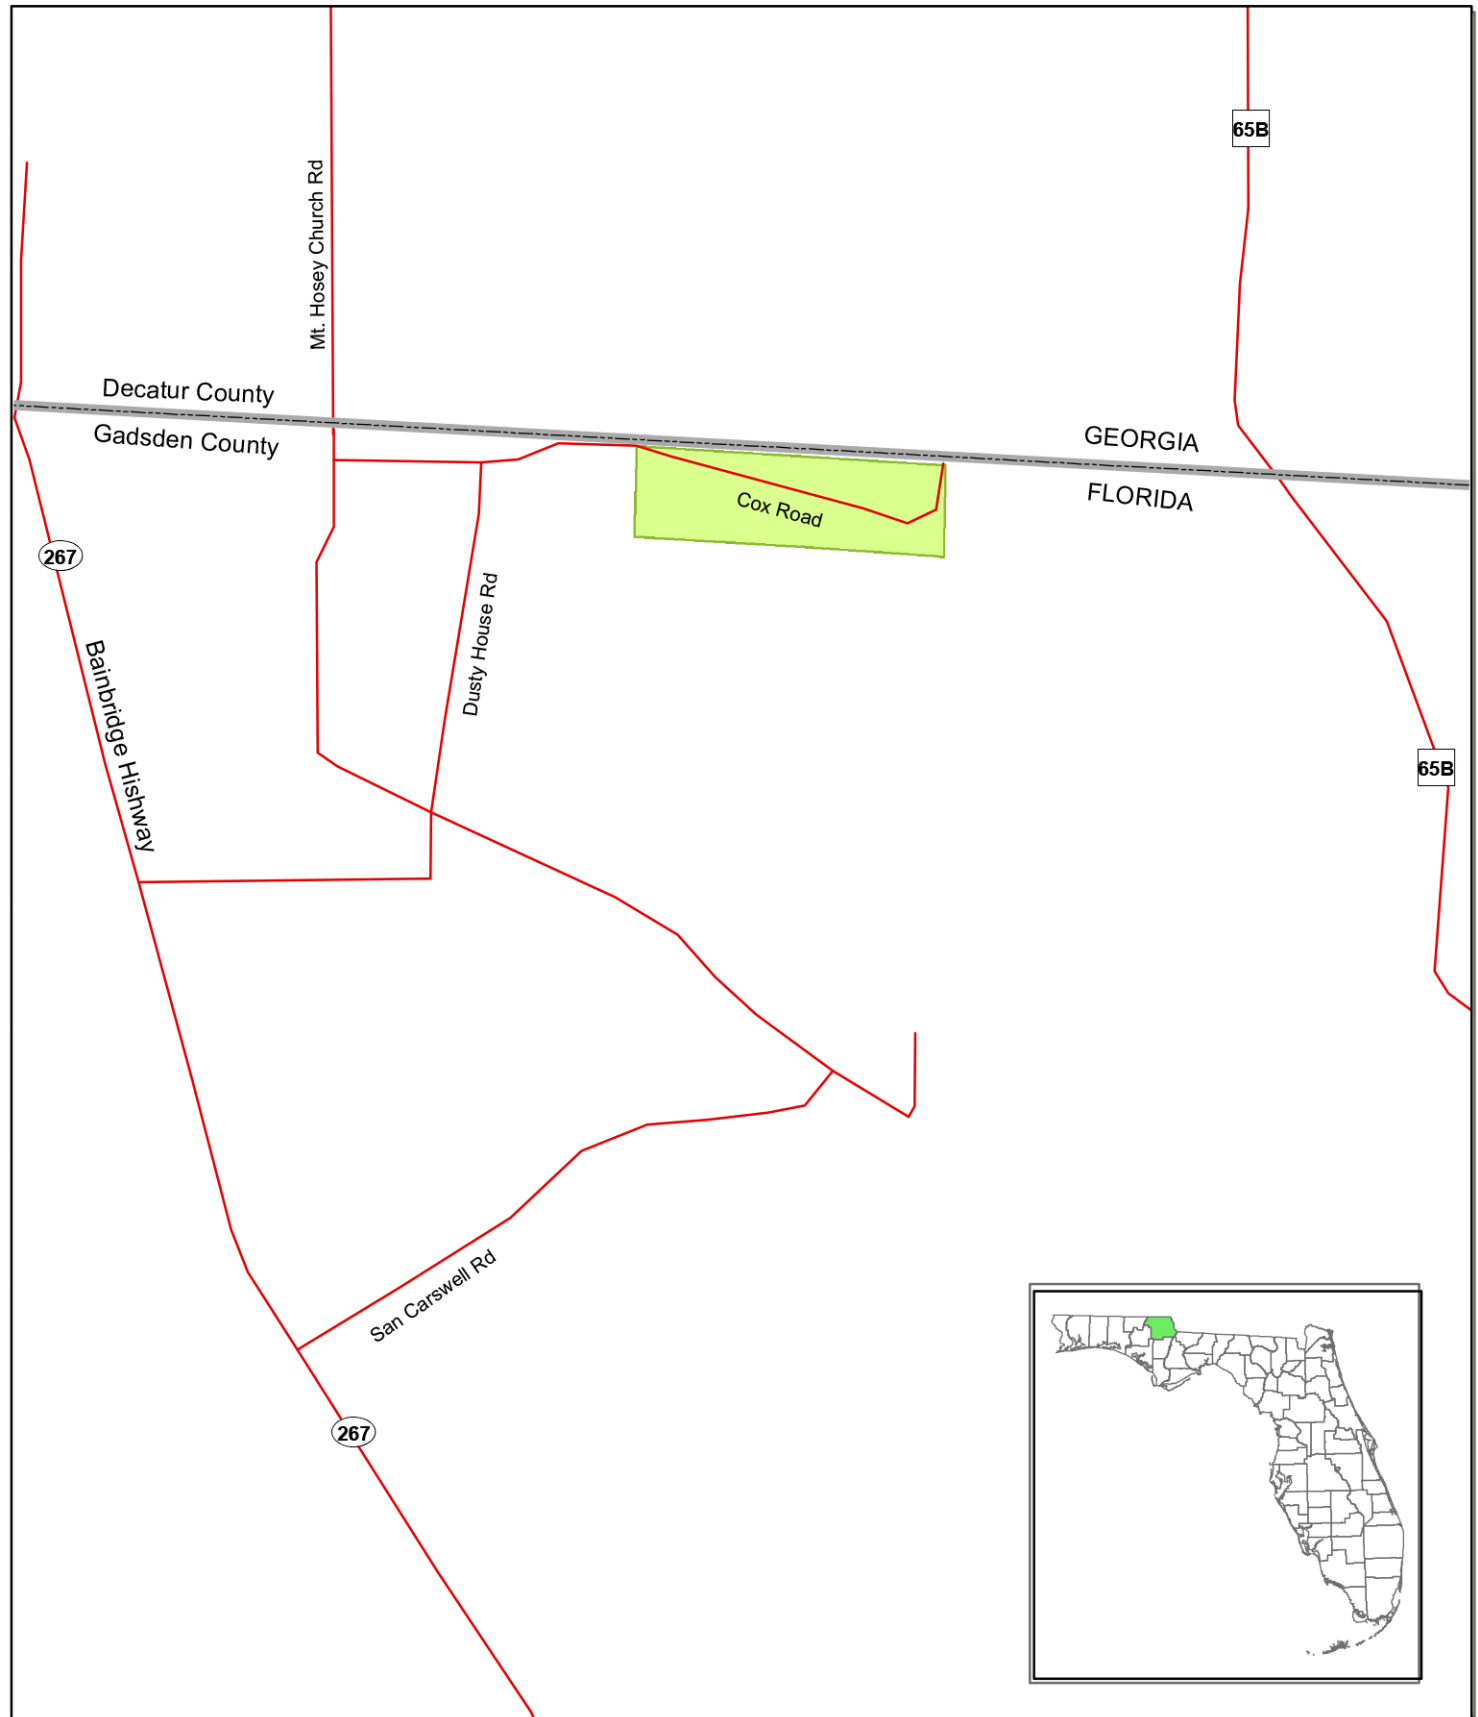 65B
Mt. Hosey Church Rd
Decatur County
Gadsden County
GEORGIA
FLORIDA
Cox Road
267
Dusty House Rd
Bainbridge Hishway
65B
San Carswell Rd
267